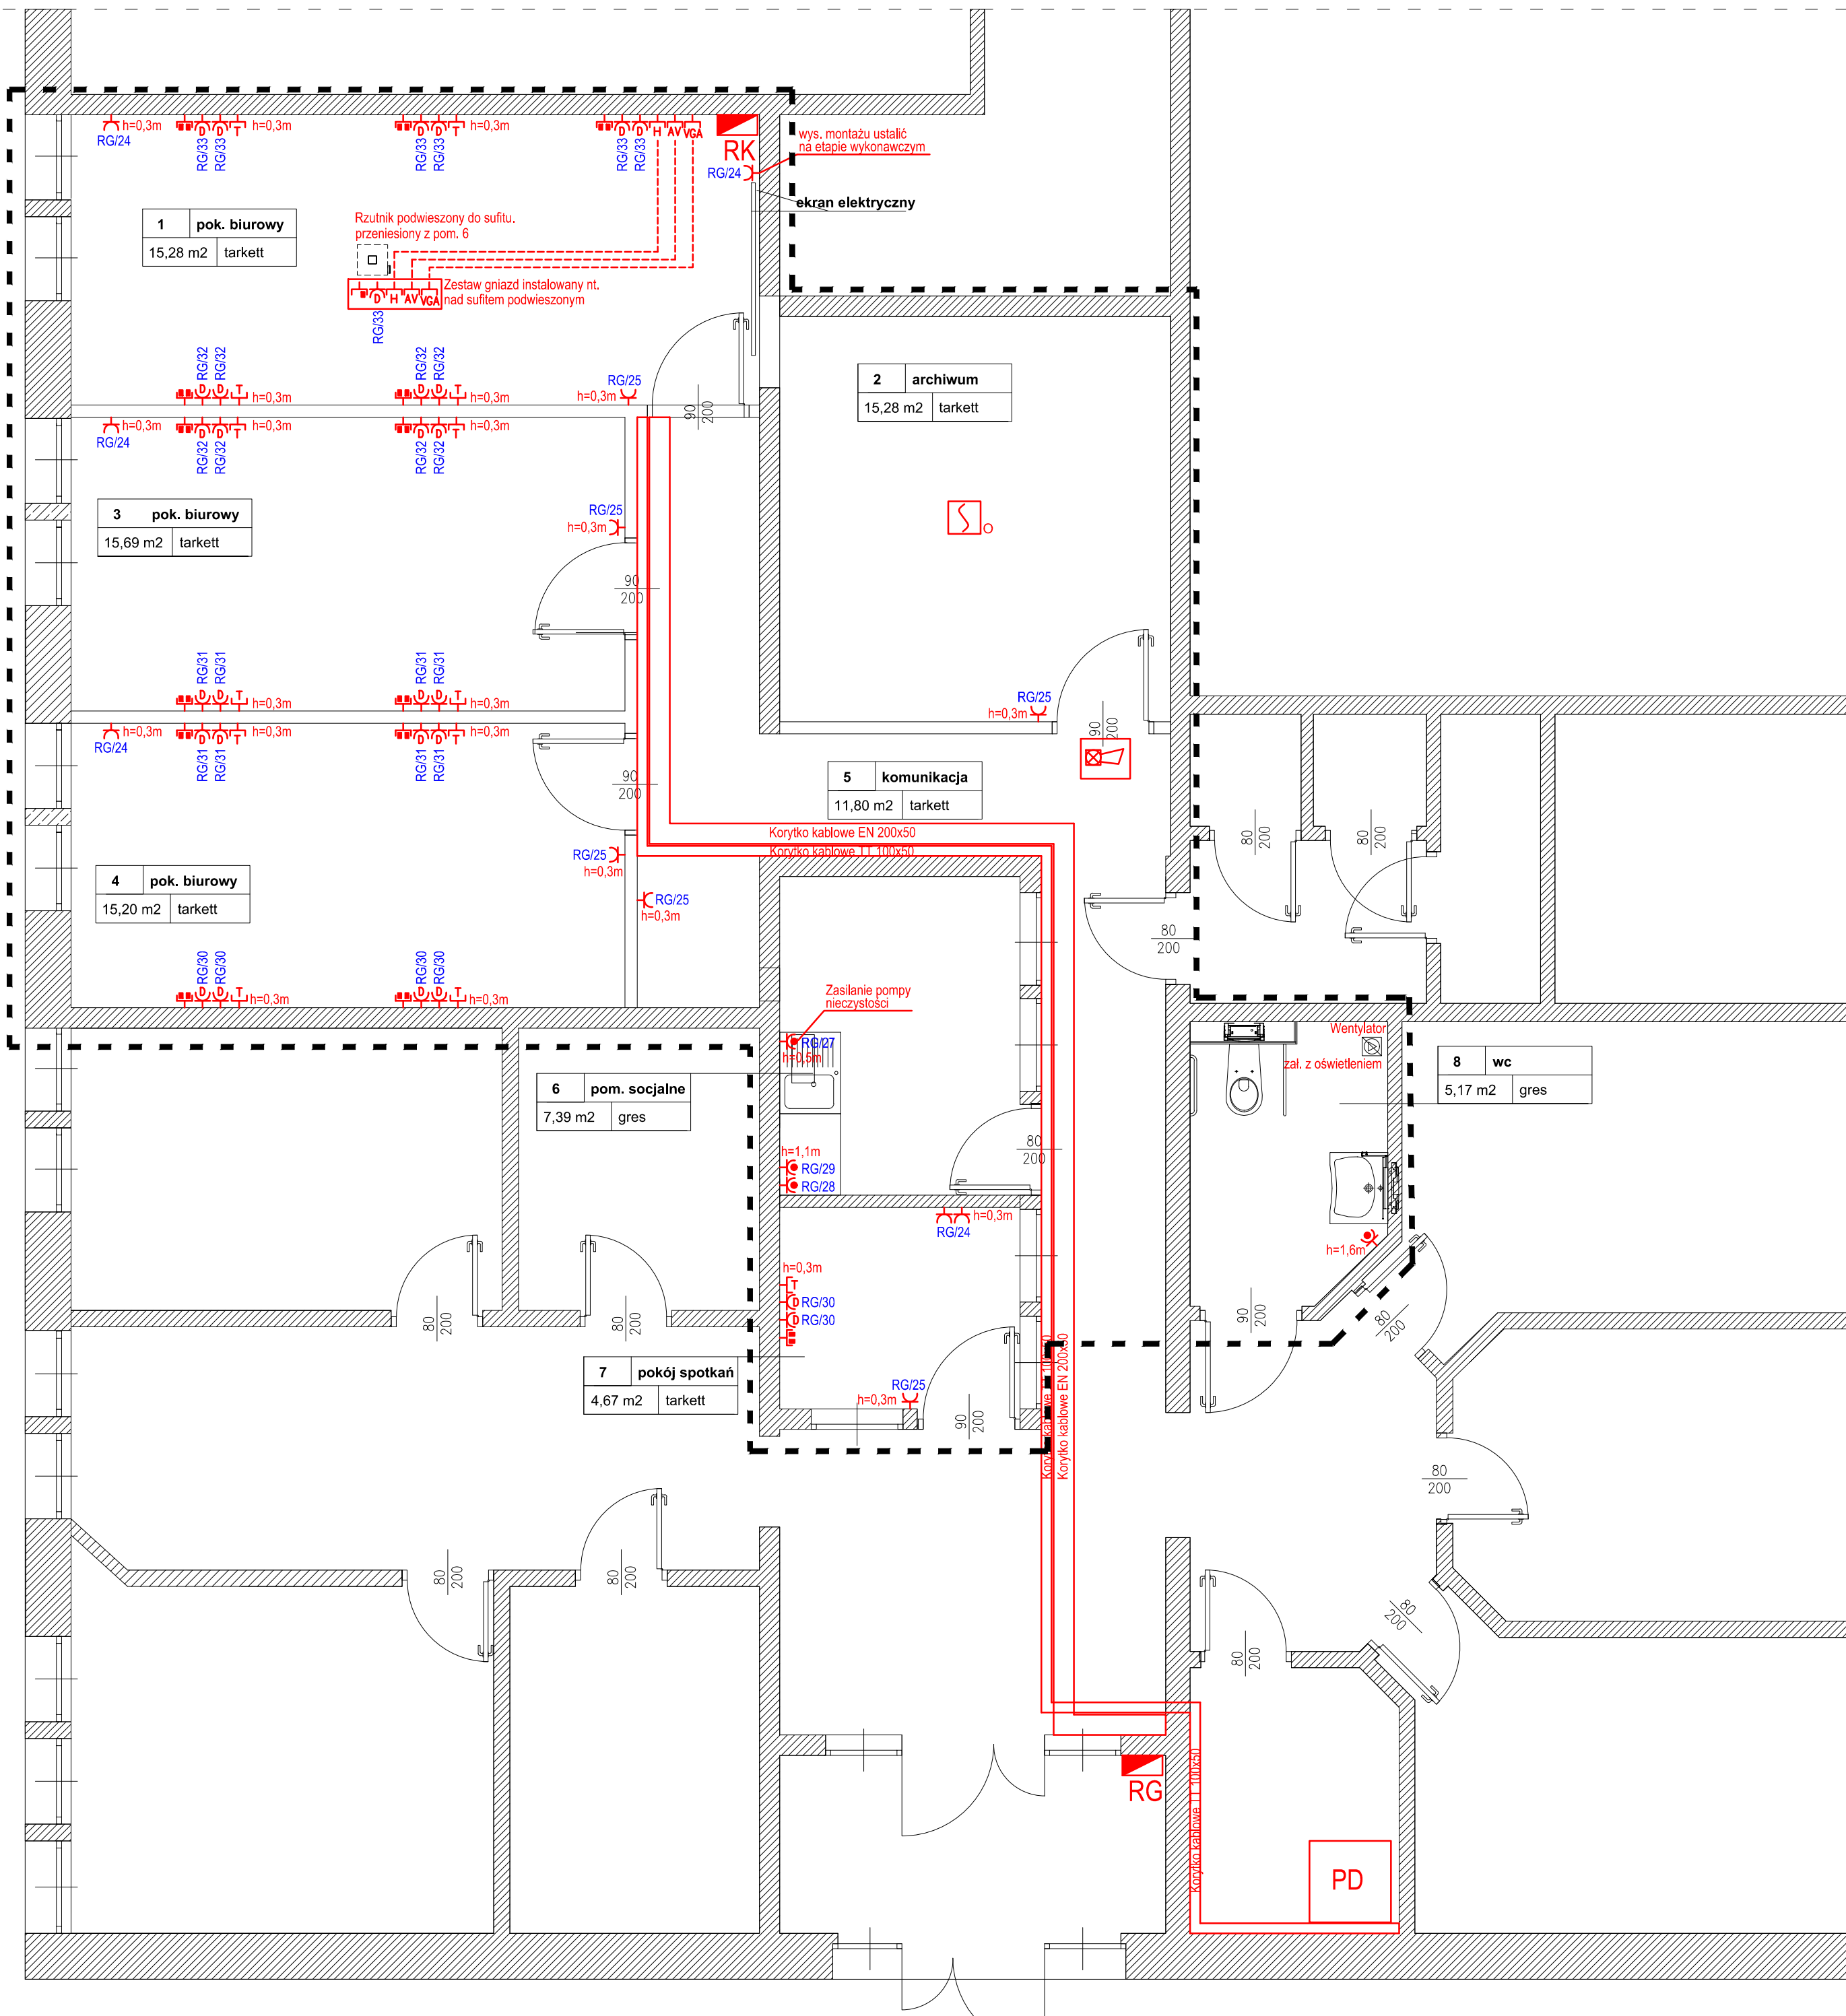 h=0,3m
RG/24
D D T h=0,3m
RG/33 RG/33
D D T h=0,3m
RG/33 RG/33
D D H AV VGA
RG/33 RG/33
RK
RG/24
wys. montażu ustalić
na etapie wykonawczym
ekran elektryczny
1 pok. biurowy
15,28 m2 tarkett
Rzutnik podwieszony do sufitu.
przeniesiony z pom. 6
D H AV VGA
Zestaw gniazd instalowany nt.
nad sufitem podwieszonym
RG/33
RG/32 RG/32
D D T h=0,3m
RG/32 RG/32
D D T h=0,3m
RG/25
h=0,3m
90
200
2 archiwum
15,28 m2 tarkett
h=0,3m
RG/24
D D T h=0,3m
RG/32 RG/32
D D T h=0,3m
RG/32 RG/32
3 pok. biurowy
15,69 m2 tarkett
RG/25
h=0,3m
O
90
200
RG/31 RG/31
D D T h=0,3m
RG/31 RG/31
D D T h=0,3m
RG/25
h=0,3m
90
200
h=0,3m
RG/24
D D T h=0,3m
RG/31 RG/31
D D T h=0,3m
RG/31 RG/31
90
200
5 komunikacja
11,80 m2 tarkett
Korytko kablowe EN 200x50
Korytko kablowe TT 100x50
80
200
80
200
RG/25
h=0,3m
4 pok. biurowy
15,20 m2 tarkett
RG/25
h=0,3m
80
200
RG/30 RG/30
D D T h=0,3m
RG/30 RG/30
D D T h=0,3m
Zasilanie pompy
nieczystości
RG/27
h=0,5m
Wentylator
zał. z oświetleniem
8 wc
5,17 m2 gres
6 pom. socjalne
7,39 m2 gres
h=1,1m
RG/29
RG/28
80
200
h=0,3m
RG/24
h=1,6m
h=0,3m
T
D RG/30
D RG/30
80
200
80
200
90
200
80
200
7 pokój spotkań
4,67 m2 tarkett
RG/25
h=0,3m
90
200
Korytko kablowe TT 100x50
Korytko kablowe EN 200x50
80
200
80
200
80
200
80
200
80
200
RG
Korytko kablowe TT 100x50
PD